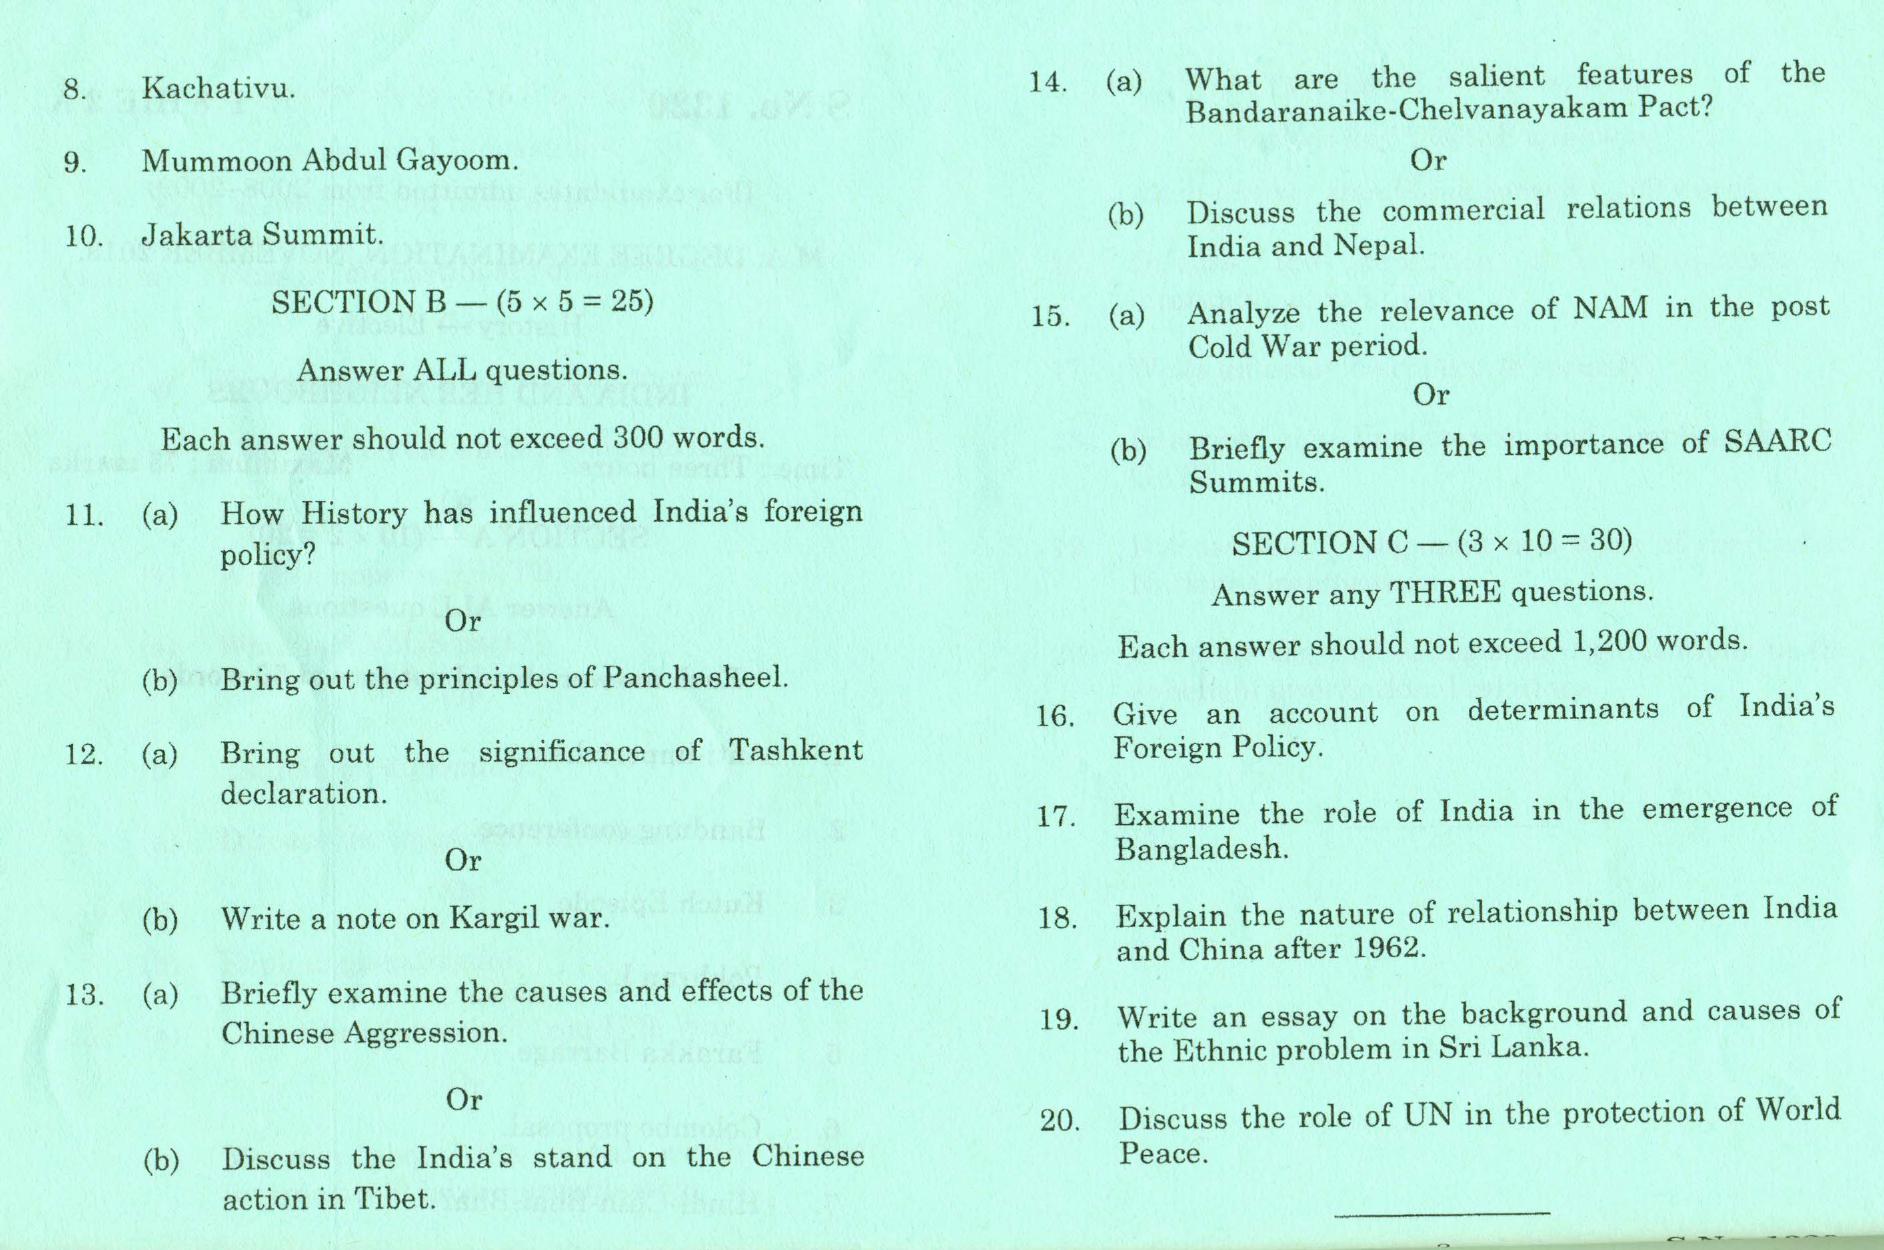 8. Kachativu.
9. Mummoon Abdul Gayoom.
10. Jakarta Summit.
SECTION B — (5 × 5 = 25)
Answer ALL questions.
Each answer should not exceed 300 words.
11. (a) How History has influenced India's foreign
policy?
Or
(b) Bring out the principles of Panchasheel.
12. (a) Bring out the significance of Tashkent
declaration.
Or
(b) Write a note on Kargil war.
13. (a) Briefly examine the causes and effects of the
Chinese Aggression.
Or
(b) Discuss the India's stand on the Chinese
action in Tibet.
14. (a) What are the salient features of the
Bandaranaike-Chelvanayakam Pact?
Or
(b) Discuss the commercial relations between
India and Nepal.
15. (a) Analyze the relevance of NAM in the post
Cold War period.
Or
(b) Briefly examine the importance of SAARC
Summits.
SECTION C — (3 × 10 = 30)
Answer any THREE questions.
Each answer should not exceed 1,200 words.
16. Give an account on determinants of India's
Foreign Policy.
17. Examine the role of India in the emergence of
Bangladesh.
18. Explain the nature of relationship between India
and China after 1962.
19. Write an essay on the background and causes of
the Ethnic problem in Sri Lanka.
20. Discuss the role of UN in the protection of World
Peace.